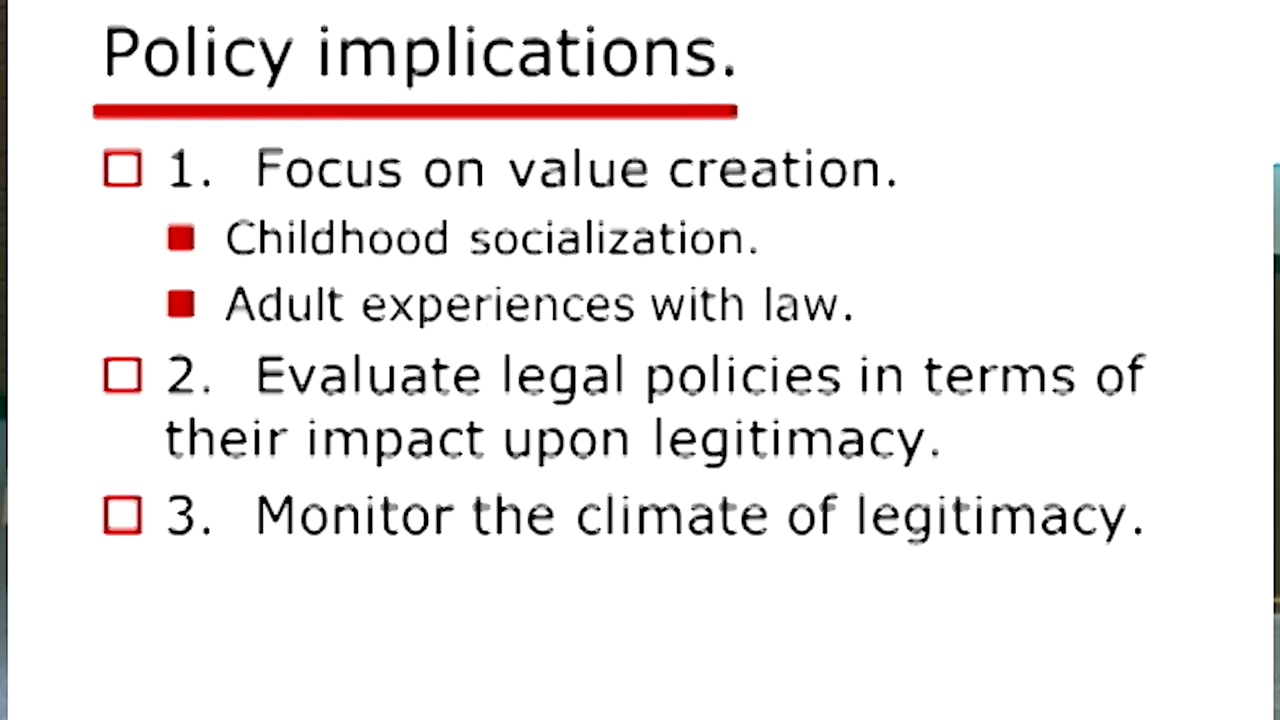 Policy implications.
1. Focus on value creation.
Childhood socialization.
Adult experiences with law.
2. Evaluate legal policies in terms of
their impact upon legitimacy.
3. Monitor the climate of legitimacy.